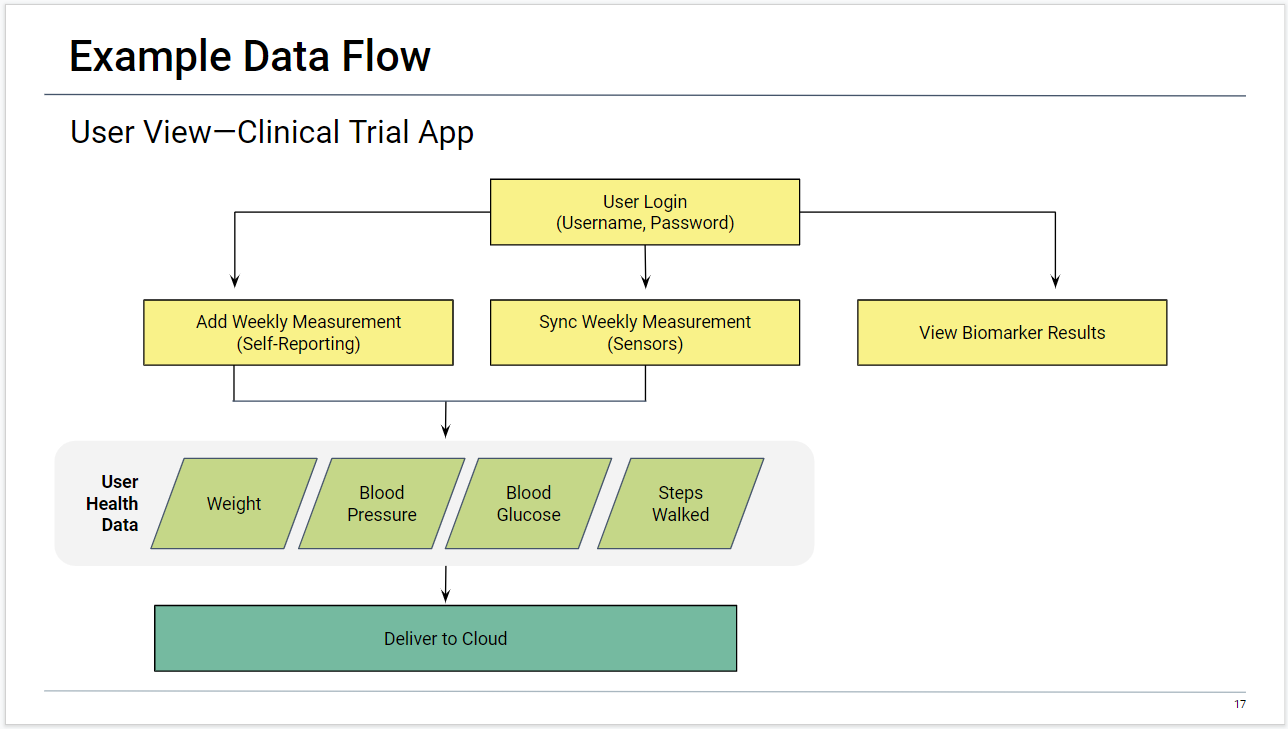 Example Data Flow
User View—Clinical Trial App
User Login
(Username, Password)
Add Weekly Measurement
(Self-Reporting)
Sync Weekly Measurement
(Sensors)
View Biomarker Results
User
Health
Data
Weight
Blood
Pressure
Blood
Glucose
Steps
Walked
Deliver to Cloud
17